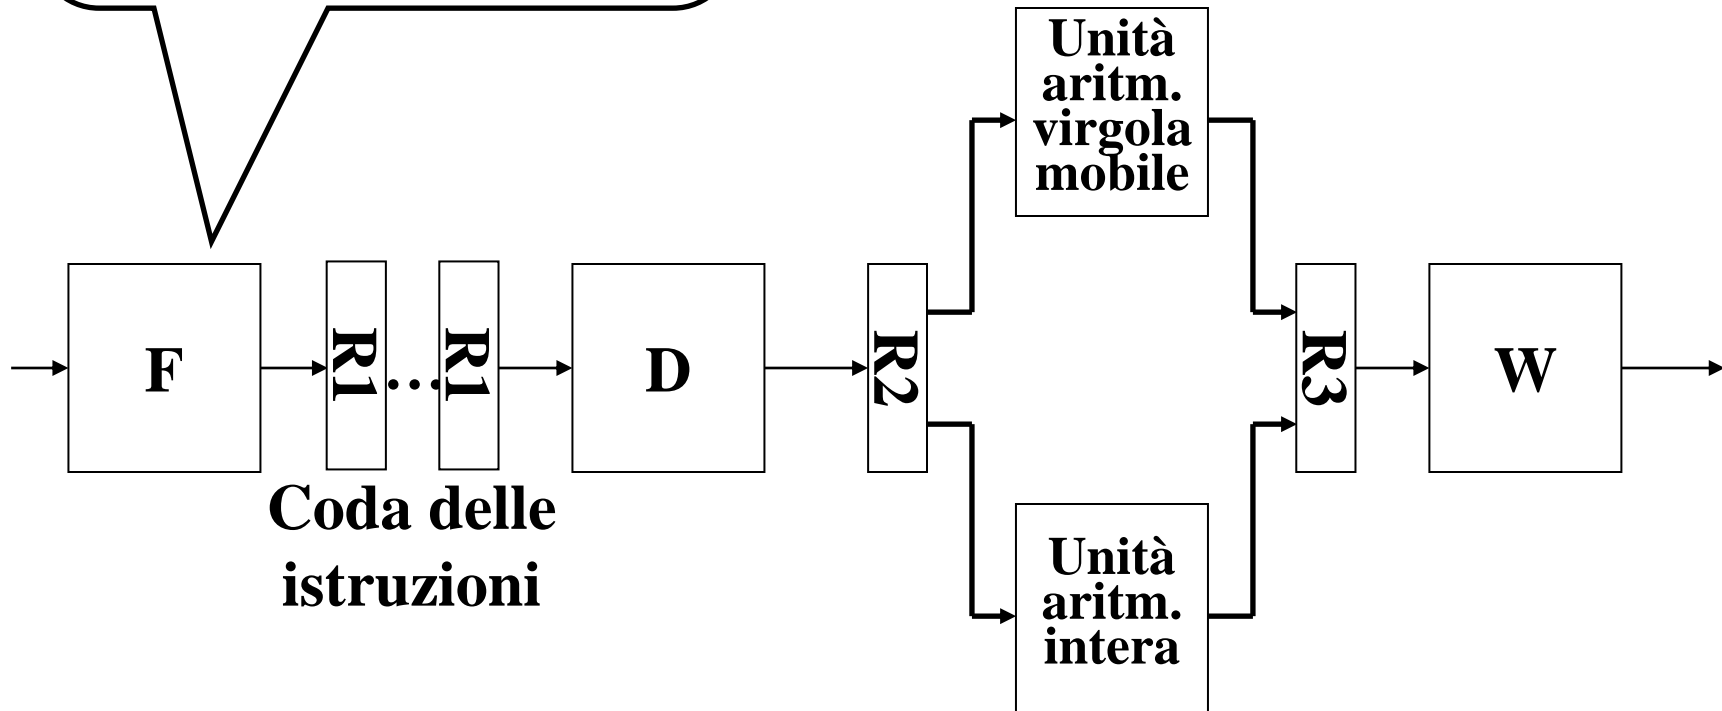 Unità
aritm.
virgola
mobile
F
R1
...
R1
D
R2
R3
W
Coda delle
istruzioni
Unità
aritm.
intera